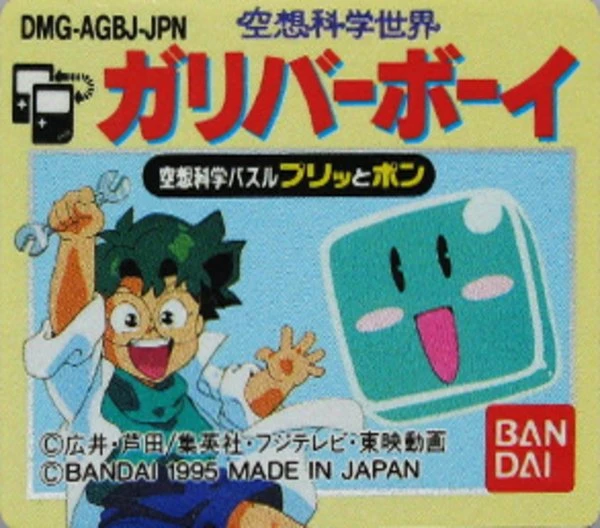 DMG-AGBJ-JPN
空想科学世界
ガリバーボーイ
空想科学パズルプリッとポン
©広井・芦田/集英社・フジテレビ・東映動画
©BANDAI 1995 MADE IN JAPAN
BAN
DAI